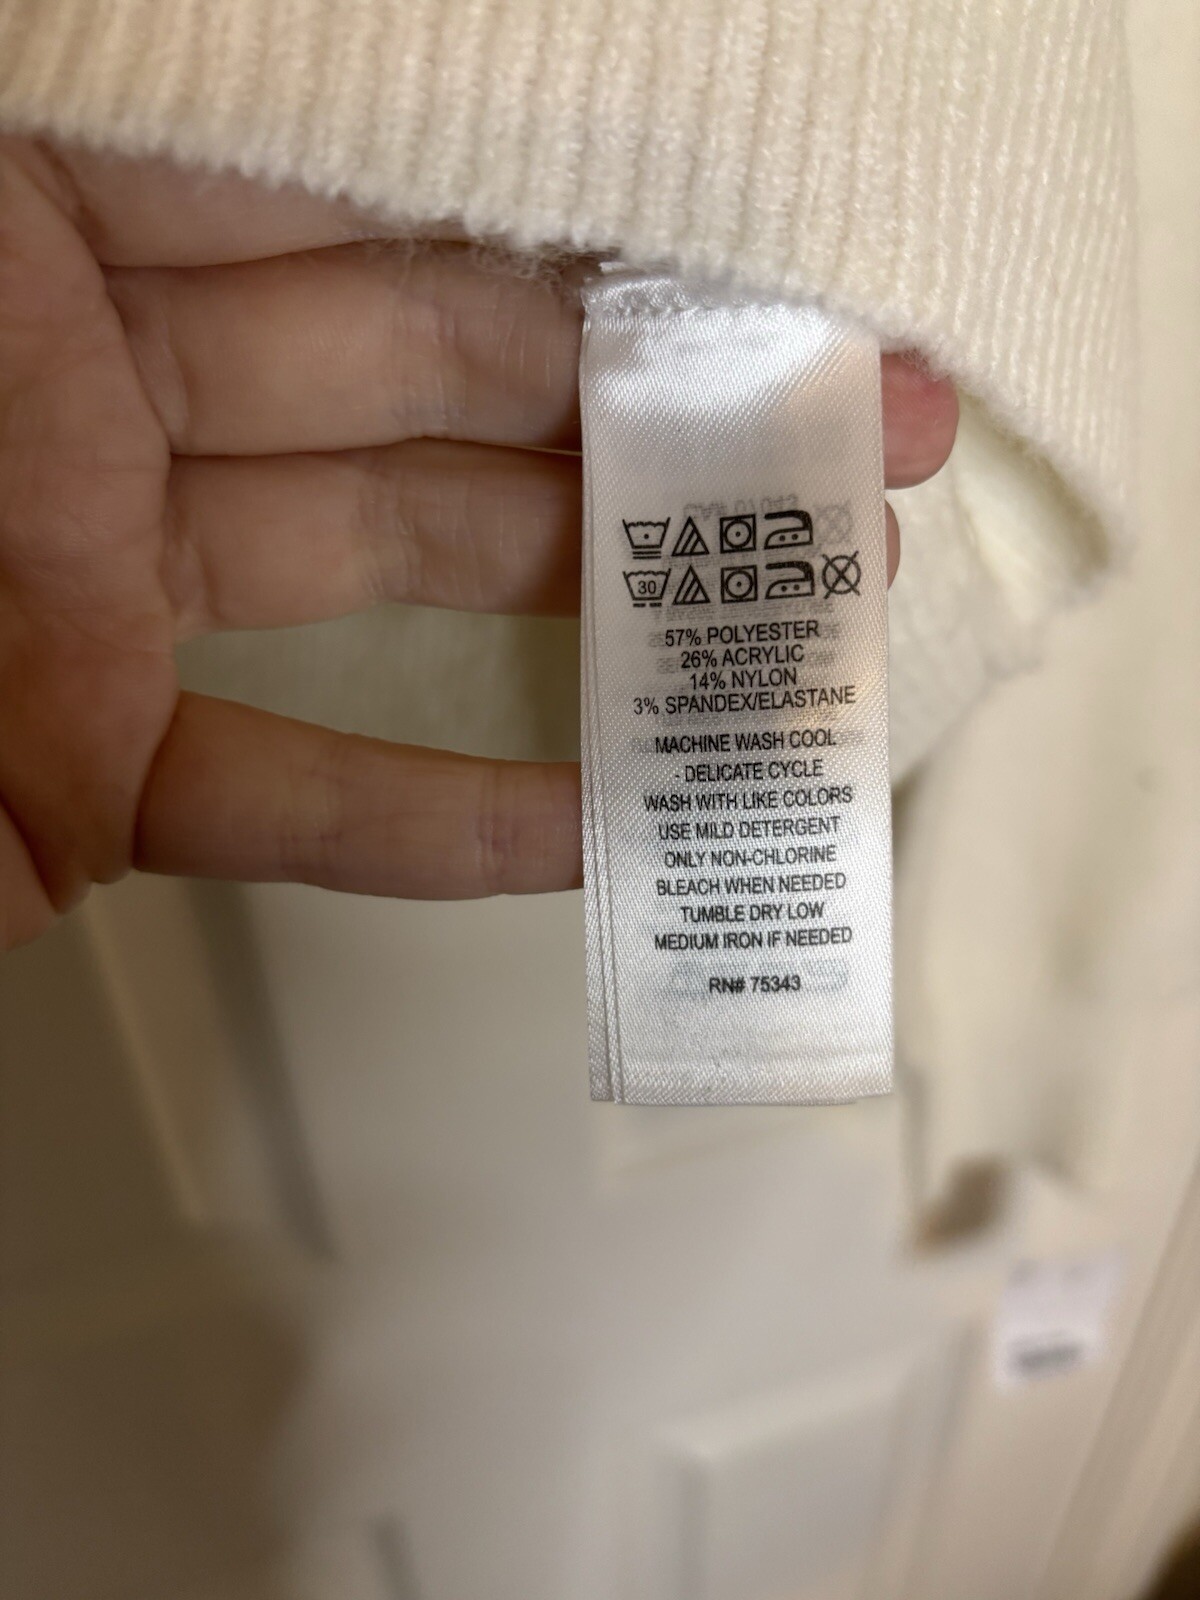 30
57% POLYESTER
26% ACRYLIC
14% NYLON
3% SPANDEX/ELASTANE
MACHINE WASH COOL
- DELICATE CYCLE
WASH WITH LIKE COLORS
USE MILD DETERGENT
ONLY NON-CHLORINE
BLEACH WHEN NEEDED
TUMBLE DRY LOW
MEDIUM IRON IF NEEDED
RN# 75343